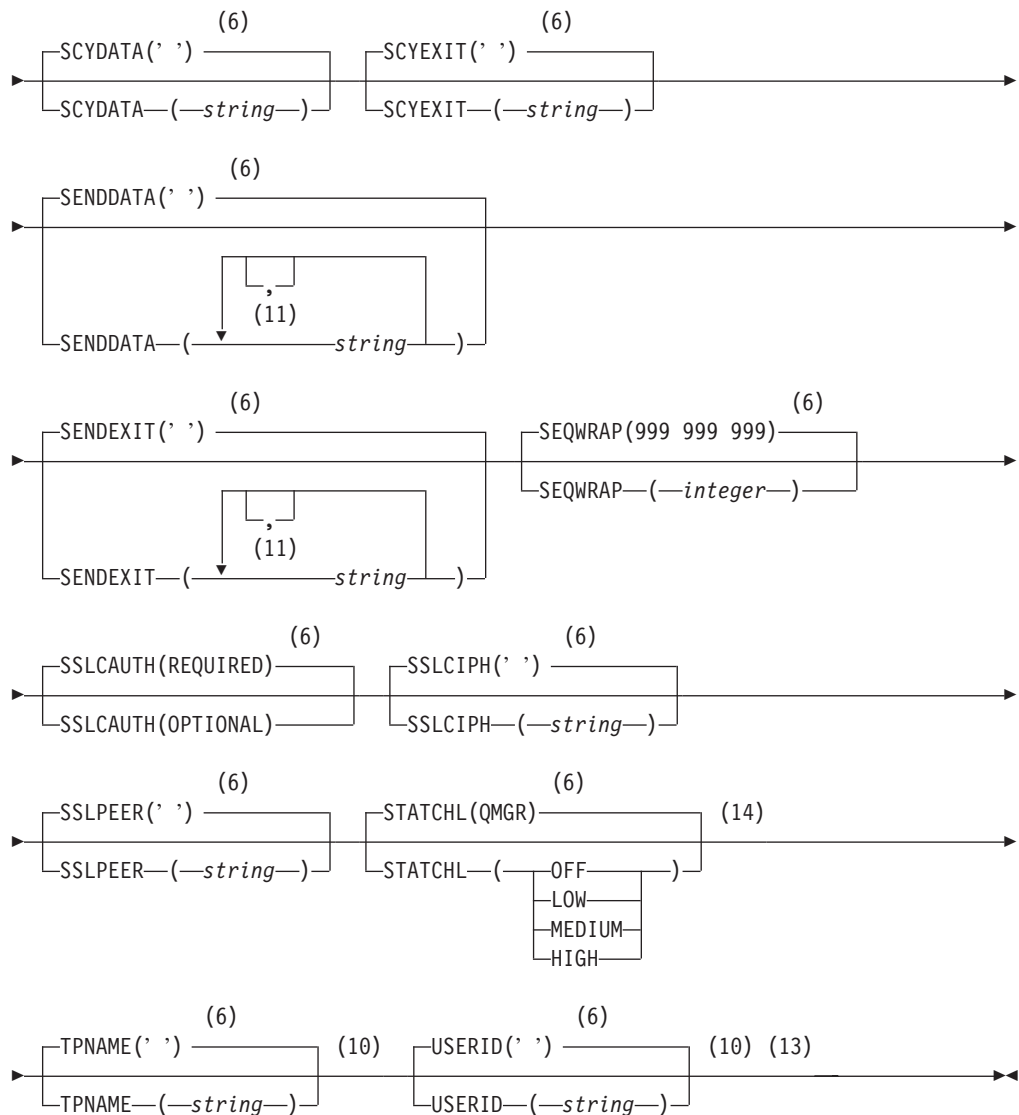 (6) (6)
SCYDATA(’ ’) SCYEXIT(’ ’)
SCYDATA ( string ) SCYEXIT ( string )
(6)
SENDDATA(’ ’)
,
(11)
SENDDATA ( string )
(6) (6)
SENDEXIT(’ ’) SEQWRAP(999 999 999)
SEQWRAP ( integer )
,
(11)
SENDEXIT ( string )
(6) (6)
SSLCAUTH(REQUIRED) SSLCIPH(’ ’)
SSLCAUTH(OPTIONAL) SSLCIPH ( string )
(6) (6)
SSLPEER(’ ’) STATCHL(QMGR) (14)
SSLPEER ( string ) STATCHL ( OFF )
LOW
MEDIUM
HIGH
(6) (6)
TPNAME(’ ’) (10) USERID(’ ’) (10) (13)
TPNAME ( string ) USERID ( string )